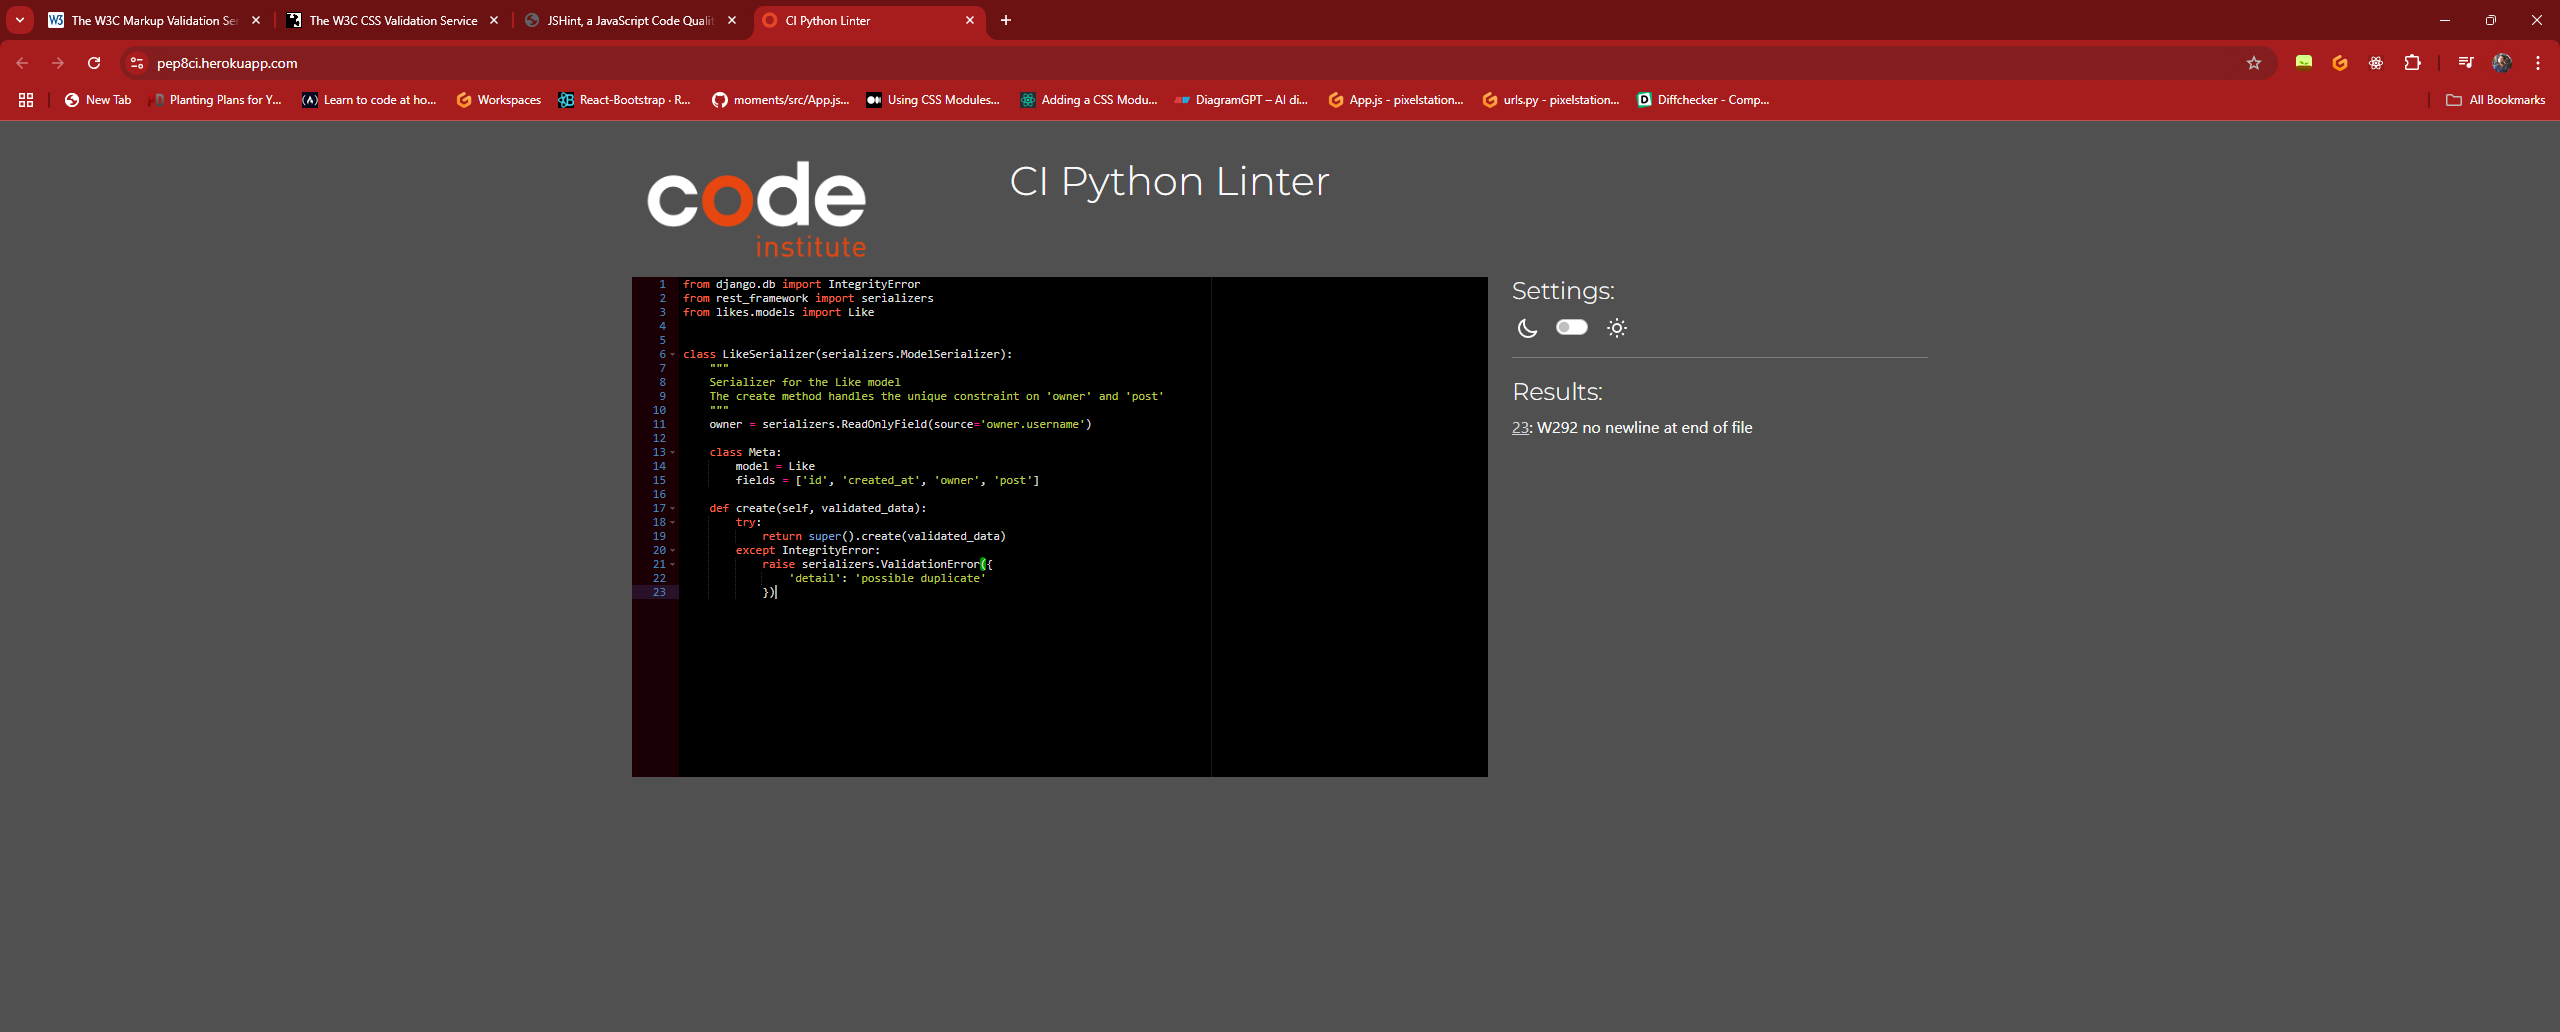 The W3C Markup Validation Se
The W3C CSS Validation Service
JSHint, a JavaScript Code Qualit
CI Python Linter
pep8ci.herokuapp.com
New Tab
Planting Plans for Y...
Learn to code at ho...
Workspaces
React-Bootstrap · R...
moments/src/App.js...
Using CSS Modules...
Adding a CSS Modu...
DiagramGPT – AI di...
App.js - pixelstation...
urls.py - pixelstation...
Diffchecker - Comp...
All Bookmarks
code
institute
CI Python Linter
1 from django.db import IntegrityError
2 from rest_framework import serializers
3 from likes.models import Like
4
5
6 class LikeSerializer(serializers.ModelSerializer):
7     """
8     Serializer for the Like model
9     The create method handles the unique constraint on 'owner' and 'post'
10     """
11     owner = serializers.ReadOnlyField(source='owner.username')
12
13     class Meta:
14         model = Like
15         fields = ['id', 'created_at', 'owner', 'post']
16
17     def create(self, validated_data):
18         try:
19             return super().create(validated_data)
20         except IntegrityError:
21             raise serializers.ValidationError({
22                 'detail': 'possible duplicate'
23             })
Settings:
Results:
23: W292 no newline at end of file